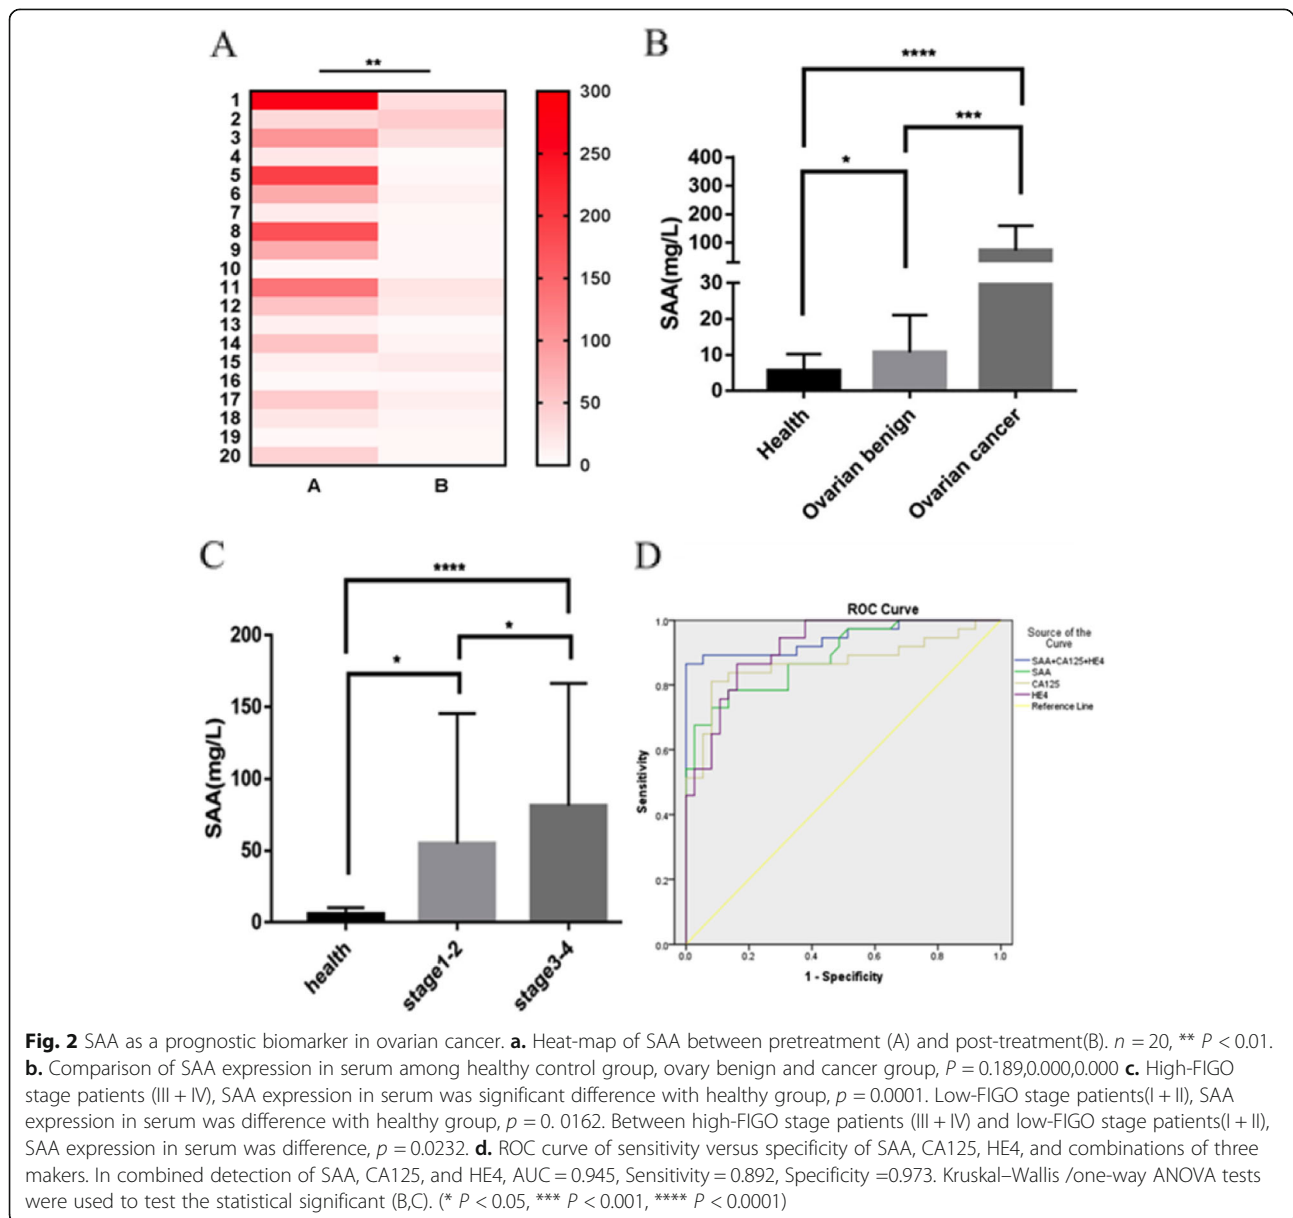 A
**
1
2
3
4
5
6
7
8
9
10
11
12
13
14
15
16
17
18
19
20
A
B
300
250
200
150
100
50
0
B
****
***
*
400
300
200
100
30
20
10
0
SAA(mg/L)
Health
Ovarian benign
Ovarian cancer
C
****
*
*
200
150
100
50
0
SAA(mg/L)
health
stage1-2
stage3-4
D
ROC Curve
1.0
0.8
0.6
0.4
0.2
0.0
Sensitivity
0.0
0.2
0.4
0.6
0.8
1.0
1 - Specificity
Source of the
Curve
SAA+CA125+HE4
SAA
CA125
HE4
Reference Line
Fig. 2 SAA as a prognostic biomarker in ovarian cancer. a. Heat-map of SAA between pretreatment (A) and post-treatment(B). n = 20, ** P < 0.01.
b. Comparison of SAA expression in serum among healthy control group, ovary benign and cancer group, P = 0.189,0.000,0.000 c. High-FIGO
stage patients (III + IV), SAA expression in serum was significant difference with healthy group, p = 0.0001. Low-FIGO stage patients(I + II), SAA
expression in serum was difference with healthy group, p = 0. 0162. Between high-FIGO stage patients (III + IV) and low-FIGO stage patients(I + II),
SAA expression in serum was difference, p = 0.0232. d. ROC curve of sensitivity versus specificity of SAA, CA125, HE4, and combinations of three
makers. In combined detection of SAA, CA125, and HE4, AUC = 0.945, Sensitivity = 0.892, Specificity =0.973. Kruskal–Wallis /one-way ANOVA tests
were used to test the statistical significant (B,C). (* P < 0.05, *** P < 0.001, **** P < 0.0001)